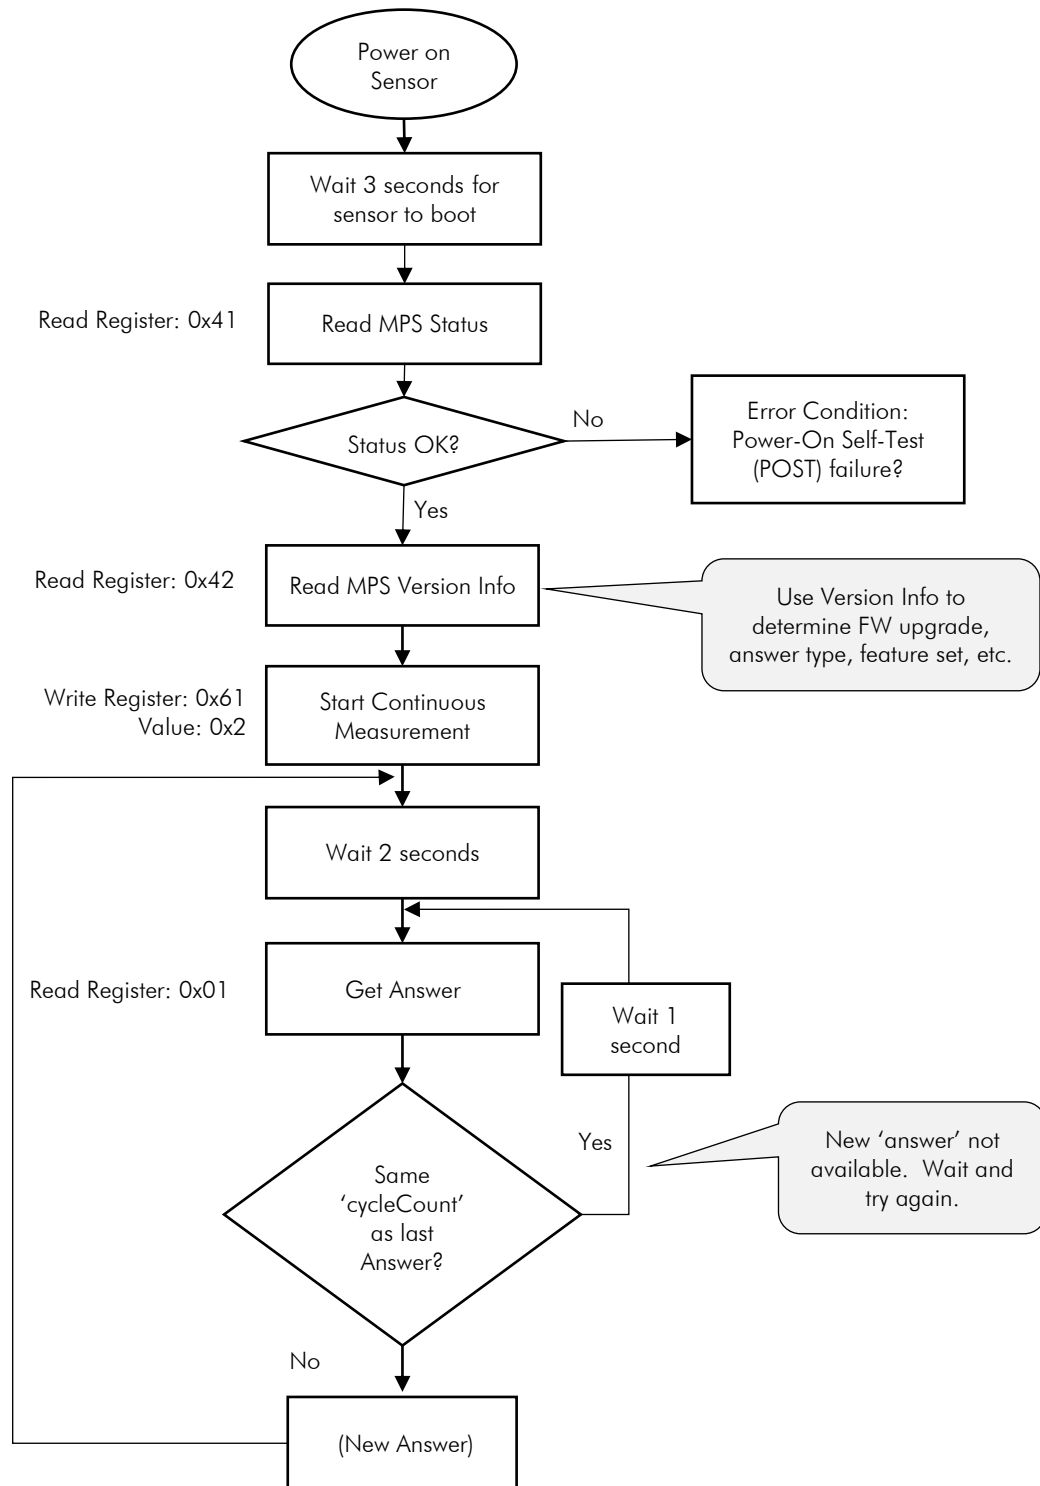 Power on
Sensor
Wait 3 seconds for
sensor to boot
Read Register: 0x41
Read MPS Status
Status OK?
No
Error Condition:
Power-On Self-Test
(POST) failure?
Yes
Read Register: 0x42
Read MPS Version Info
Use Version Info to
determine FW upgrade,
answer type, feature set, etc.
Write Register: 0x61
Value: 0x2
Start Continuous
Measurement
Wait 2 seconds
Read Register: 0x01
Get Answer
Wait 1
second
Yes
New ‘answer’ not
available.  Wait and
try again.
Same
‘cycleCount’
as last
Answer?
No
(New Answer)